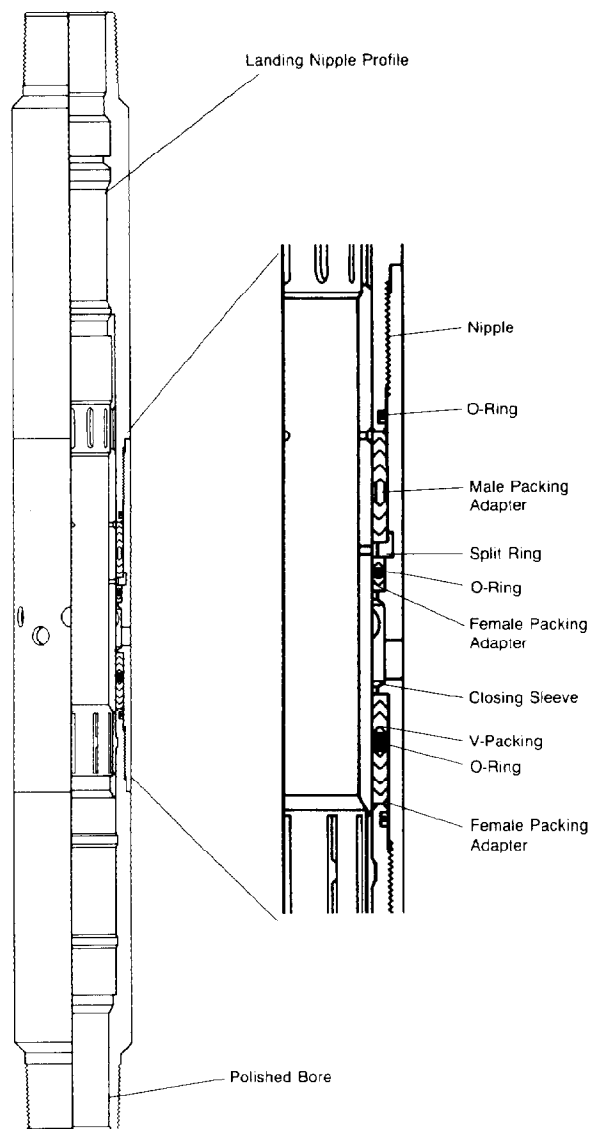 Landing Nipple Profile
Nipple
O-Ring
Male Packing
Adapter
Split Ring
O-Ring
Female Packing
Adapter
Closing Sleeve
V-Packing
O-Ring
Female Packing
Adapter
Polished Bore